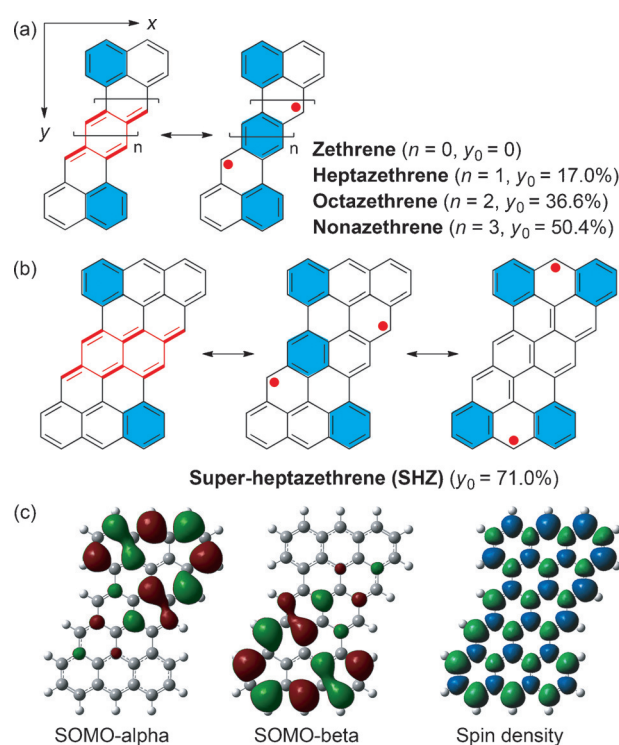 (a)
x
y
n
n
Zethrene (n = 0, y₀ = 0)
Heptazethrene (n = 1, y₀ = 17.0%)
Octazethrene (n = 2, y₀ = 36.6%)
Nonazethrene (n = 3, y₀ = 50.4%)
(b)
Super-heptazethrene (SHZ) (y₀ = 71.0%)
(c)
SOMO-alpha SOMO-beta Spin density